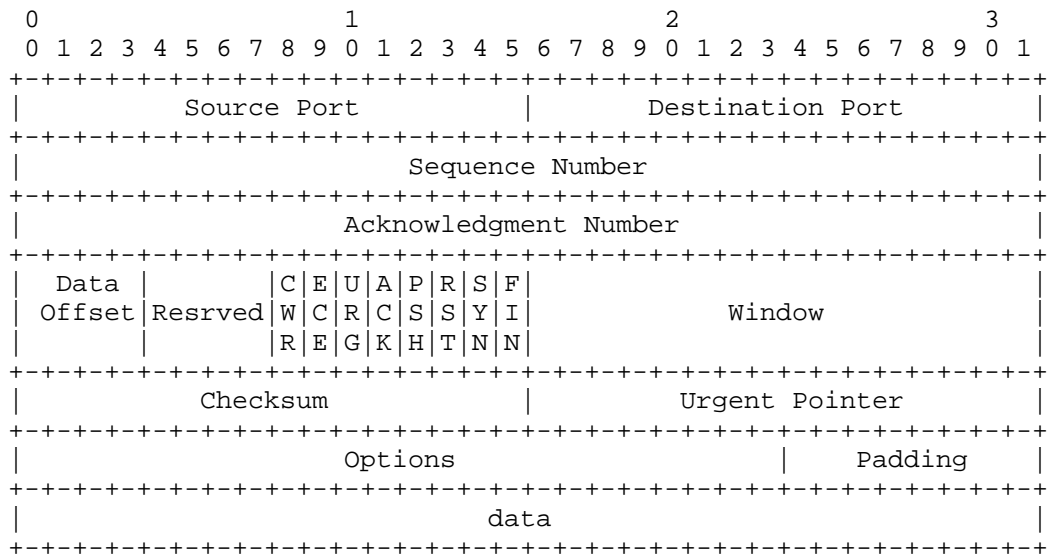 0                   1                   2                   3
 0 1 2 3 4 5 6 7 8 9 0 1 2 3 4 5 6 7 8 9 0 1 2 3 4 5 6 7 8 9 0 1
+-+-+-+-+-+-+-+-+-+-+-+-+-+-+-+-+-+-+-+-+-+-+-+-+-+-+-+-+-+-+-+-+
|          Source Port          |       Destination Port        |
+-+-+-+-+-+-+-+-+-+-+-+-+-+-+-+-+-+-+-+-+-+-+-+-+-+-+-+-+-+-+-+-+
|                        Sequence Number                        |
+-+-+-+-+-+-+-+-+-+-+-+-+-+-+-+-+-+-+-+-+-+-+-+-+-+-+-+-+-+-+-+-+
|                    Acknowledgment Number                      |
+-+-+-+-+-+-+-+-+-+-+-+-+-+-+-+-+-+-+-+-+-+-+-+-+-+-+-+-+-+-+-+-+
|  Data |       |C|E|U|A|P|R|S|F|                               |
| Offset|Resrved|W|C|R|C|S|S|Y|I|            Window             |
|       |       |R|E|G|K|H|T|N|N|                               |
+-+-+-+-+-+-+-+-+-+-+-+-+-+-+-+-+-+-+-+-+-+-+-+-+-+-+-+-+-+-+-+-+
|           Checksum            |         Urgent Pointer        |
+-+-+-+-+-+-+-+-+-+-+-+-+-+-+-+-+-+-+-+-+-+-+-+-+-+-+-+-+-+-+-+-+
|                    Options                    |    Padding    |
+-+-+-+-+-+-+-+-+-+-+-+-+-+-+-+-+-+-+-+-+-+-+-+-+-+-+-+-+-+-+-+-+
|                             data                              |
+-+-+-+-+-+-+-+-+-+-+-+-+-+-+-+-+-+-+-+-+-+-+-+-+-+-+-+-+-+-+-+-+